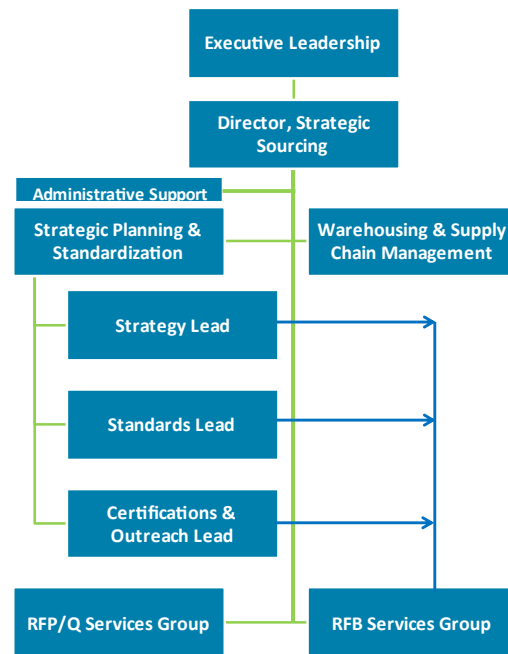 Executive Leadership
Director, Strategic
Sourcing
Administrative Support
Strategic Planning &
Standardization
Warehousing & Supply
Chain Management
Strategy Lead
Standards Lead
Certifications &
Outreach Lead
RFP/Q Services Group
RFB Services Group